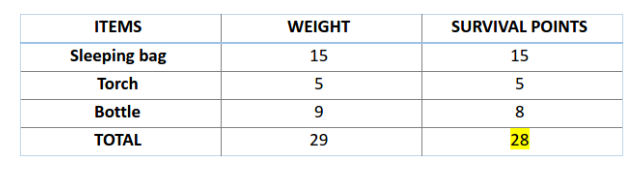 ITEMS WEIGHT SURVIVAL POINTS
Sleeping bag 15 15
Torch 5 5
Bottle 9 8
TOTAL 29 28